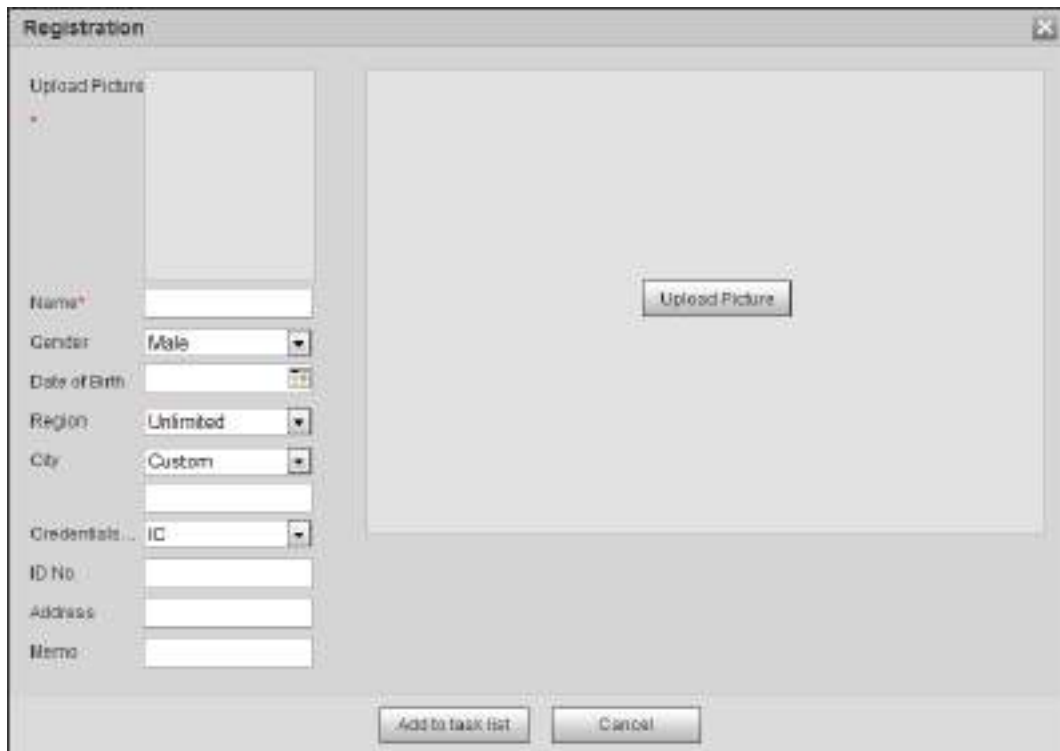 Registration
Upload Picture
*
Upload Picture
Name*
Gender Male
Date of Birth
Region Unlimited
City Custom
Credentials... IC
ID No
Address
Memo
Add to task list Cancel